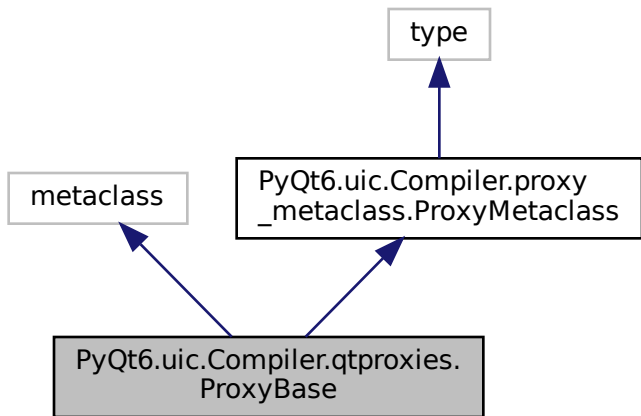 type
metaclass
PyQt6.uic.Compiler.proxy
_metaclass.ProxyMetaclass
PyQt6.uic.Compiler.qtproxies.
ProxyBase